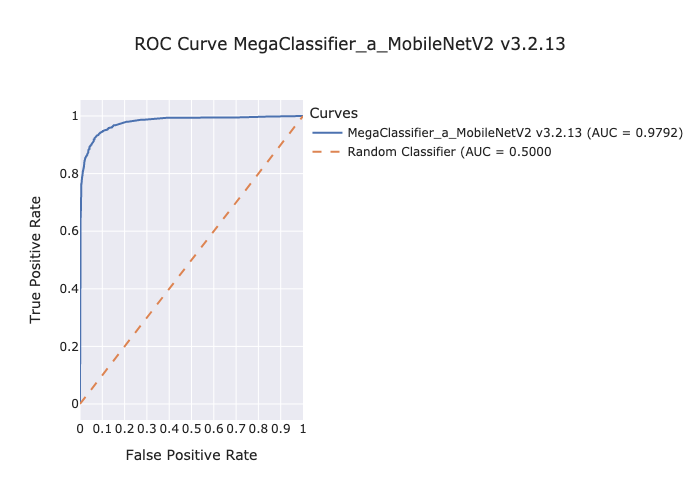 ROC Curve MegaClassifier_a_MobileNetV2 v3.2.13
Curves
MegaClassifier_a_MobileNetV2 v3.2.13 (AUC = 0.9792)
Random Classifier (AUC = 0.5000
True Positive Rate
1
0.8
0.6
0.4
0.2
0
0 0.1 0.2 0.3 0.4 0.5 0.6 0.7 0.8 0.9 1
False Positive Rate